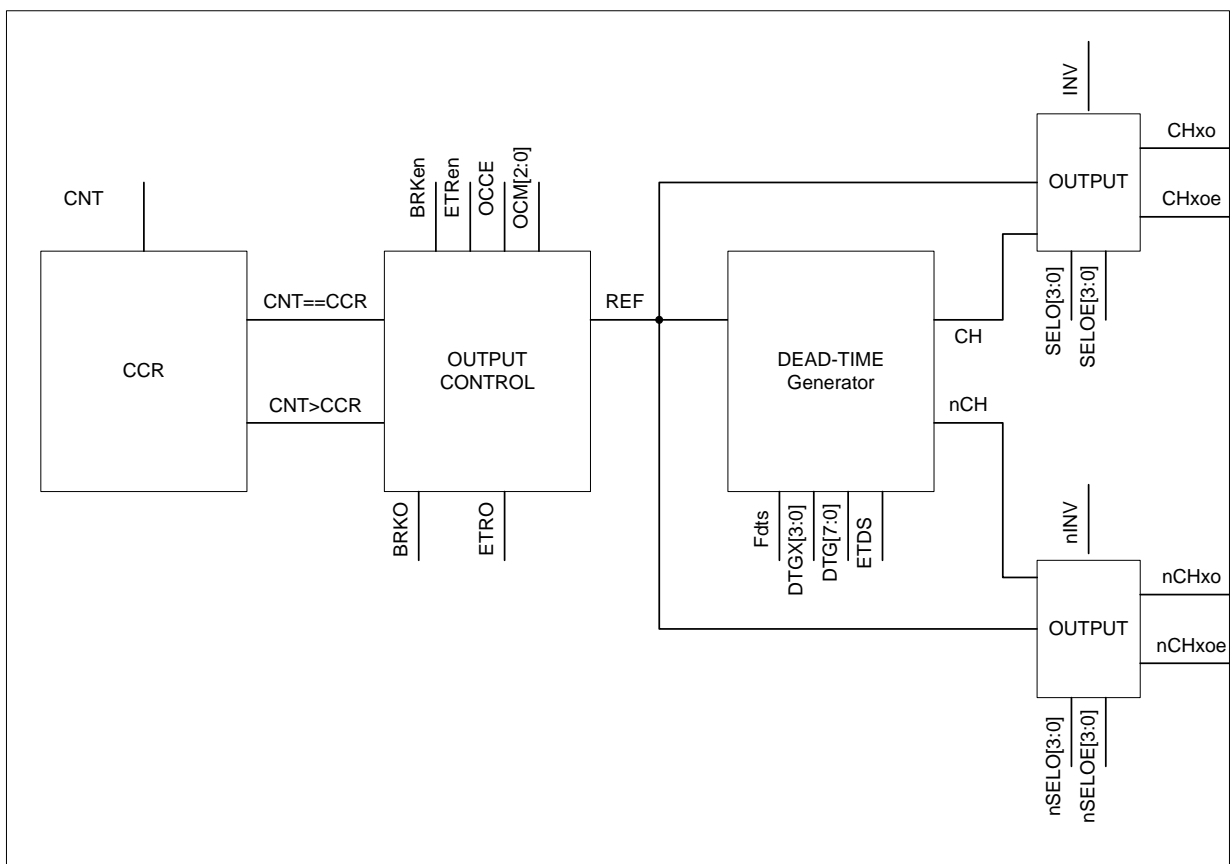 INV
CHxo
OUTPUT
CHxoe
SELO[3:0]
SELOE[3:0]
BRKen
ETRen
OCCE
OCM[2:0]
CNT
CNT==CCR
REF
CCR
OUTPUT
CONTROL
DEAD-TIME
Generator
CH
CNT>CCR
nCH
BRKO
ETRO
Fdts
DTGX[3:0]
DTG[7:0]
ETDS
nINV
nCHxo
OUTPUT
nCHxoe
nSELO[3:0]
nSELOE[3:0]